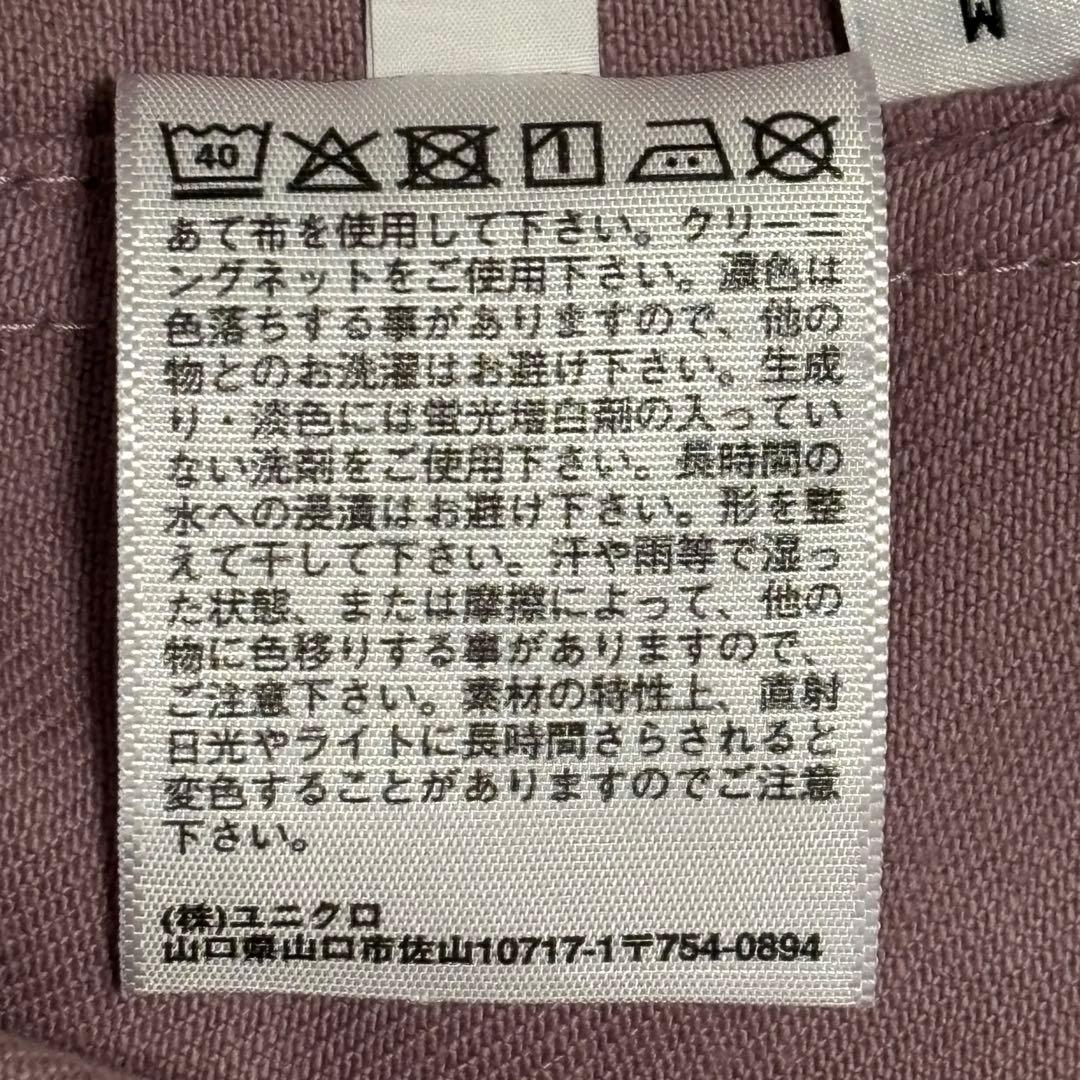 M
40
あて布を使用して下さい。クリーニ
ングネットをご使用下さい。濃色は
色落ちする事がありますので、他の
物とのお洗濯はお避け下さい。生成
り・淡色には蛍光増白剤の入ってい
ない洗剤をご使用下さい。長時間の
水への浸漬はお避け下さい。形を整
えて干して下さい。汗や雨等で湿っ
た状態、または摩擦によって、他の
物に色移りする事がありますので、
ご注意下さい。素材の特性上、直射
日光やライトに長時間さらされると
変色することがありますのでご注意
下さい。
(株)ユニクロ
山口県山口市佐山10717-1〒754-0894